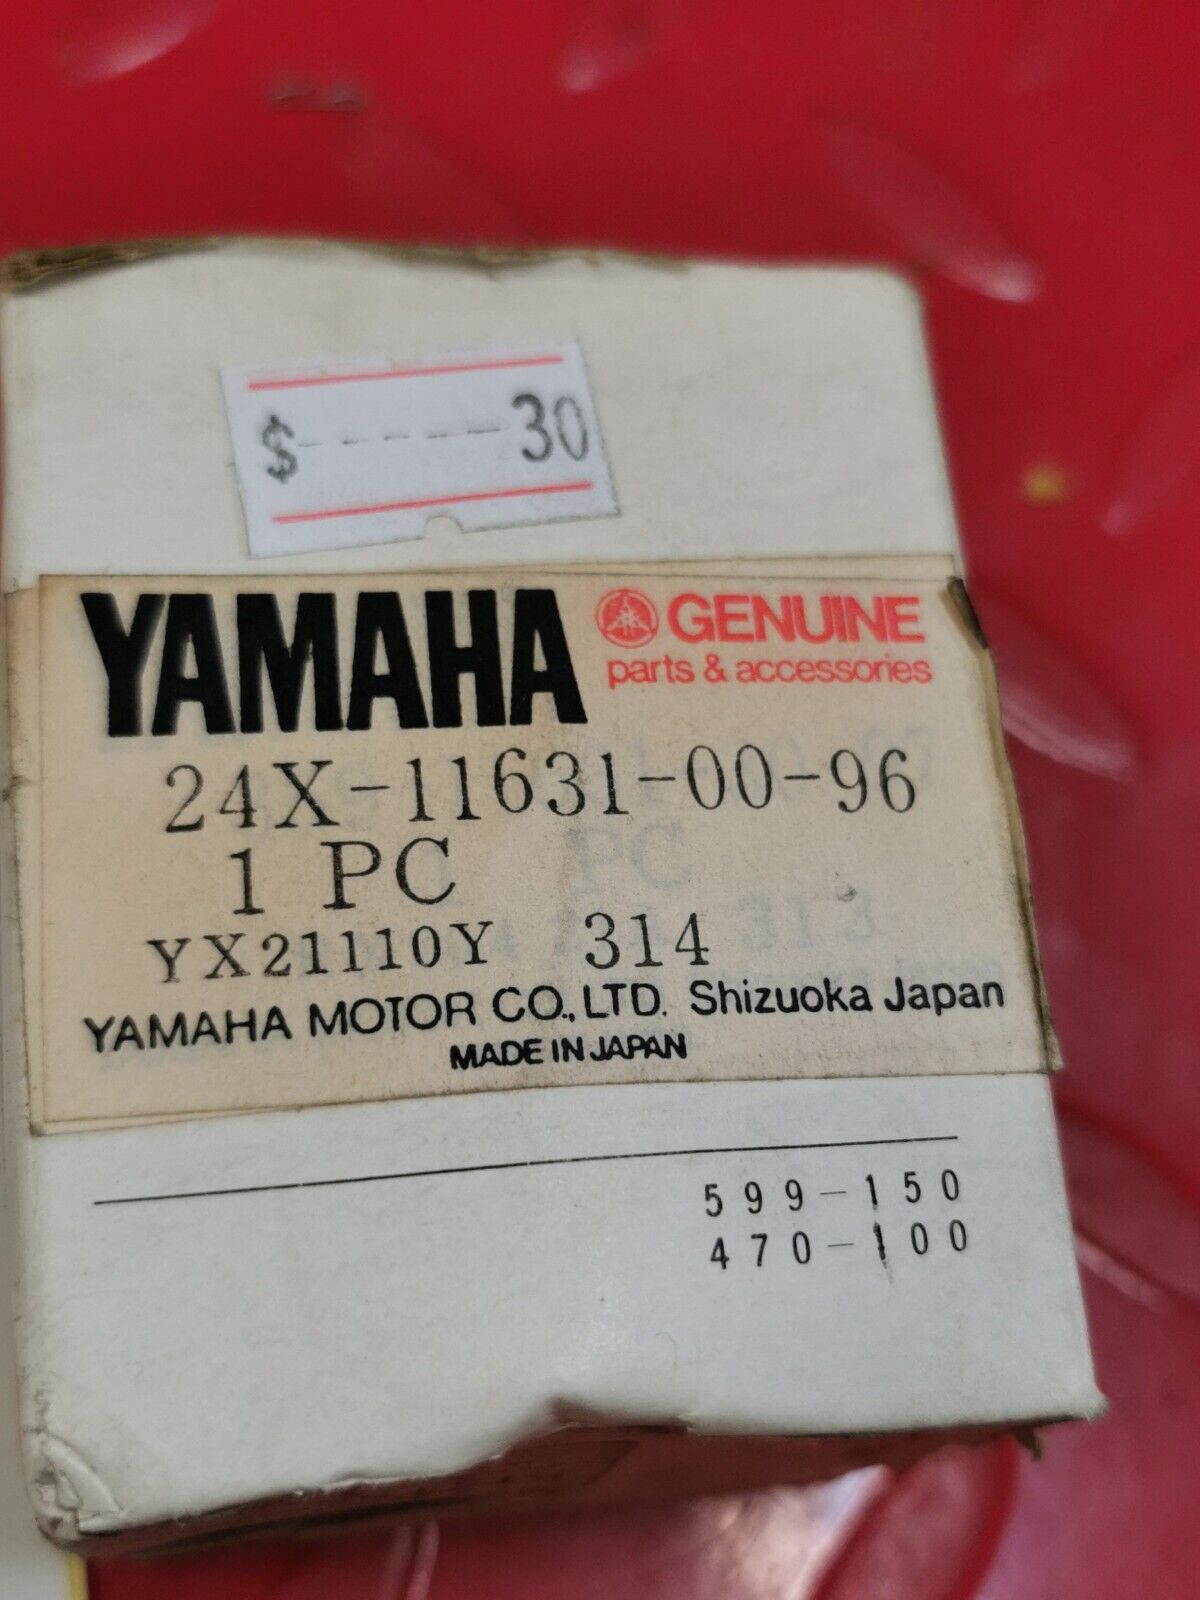 $-----30
YAMAHA
GENUINE
parts & accessories
24X-11631-00-96
1 PC
YX21110Y 314
YAMAHA MOTOR CO., LTD. Shizuoka Japan
MADE IN JAPAN
599-150
470-100